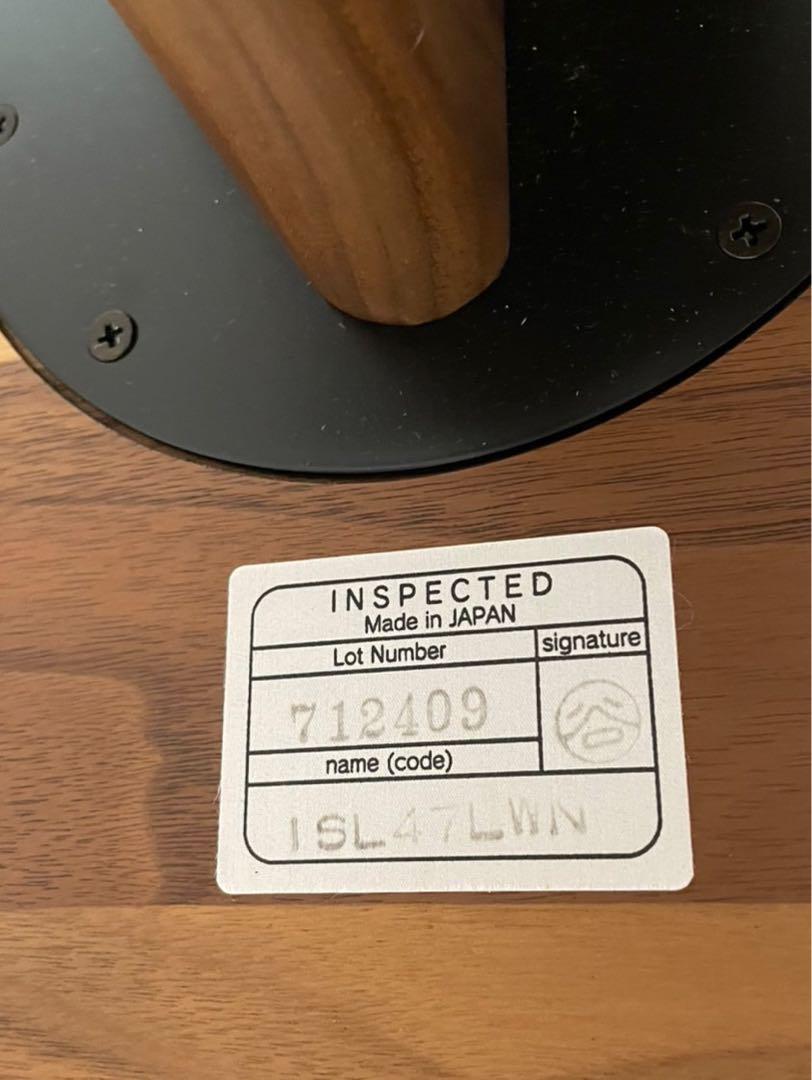 INSPECTED
Made in JAPAN
Lot Number
signature
712409
谷
name (code)
ISL47LWN